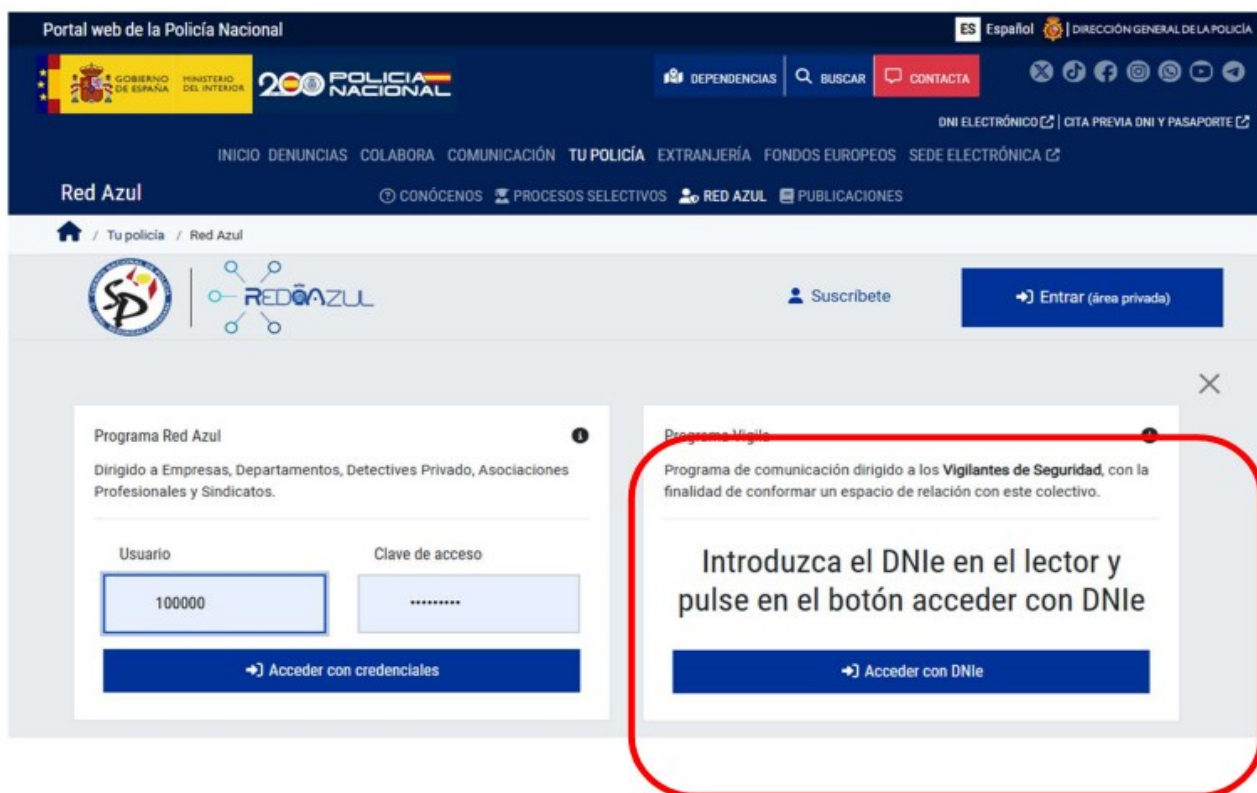 Portal web de la Policía Nacional
ES Español | DIRECCIÓN GENERAL DE LA POLICÍA
GOBIERNO DE ESPAÑA
MINISTERIO DEL INTERIOR
200 POLICIA NACIONAL
DEPENDENCIAS
BUSCAR
CONTACTA
DNI ELECTRÓNICO | CITA PREVIA DNI Y PASAPORTE
INICIO DENUNCIAS COLABORA COMUNICACIÓN TU POLICÍA EXTRANJERÍA FONDOS EUROPEOS SEDE ELECTRÓNICA
Red Azul
CONÓCENOS PROCESOS SELECTIVOS RED AZUL PUBLICACIONES
/ Tu policía / Red Azul
SP
REDAZUL
Suscríbete
Entrar (área privada)
Programa Red Azul
Dirigido a Empresas, Departamentos, Detectives Privado, Asociaciones
Profesionales y Sindicatos.
Usuario
Clave de acceso
100000
•••••••••
Acceder con credenciales
Programa Vigila
Programa de comunicación dirigido a los Vigilantes de Seguridad, con la
finalidad de conformar un espacio de relación con este colectivo.
Introduzca el DNIe en el lector y
pulse en el botón acceder con DNIe
Acceder con DNIe